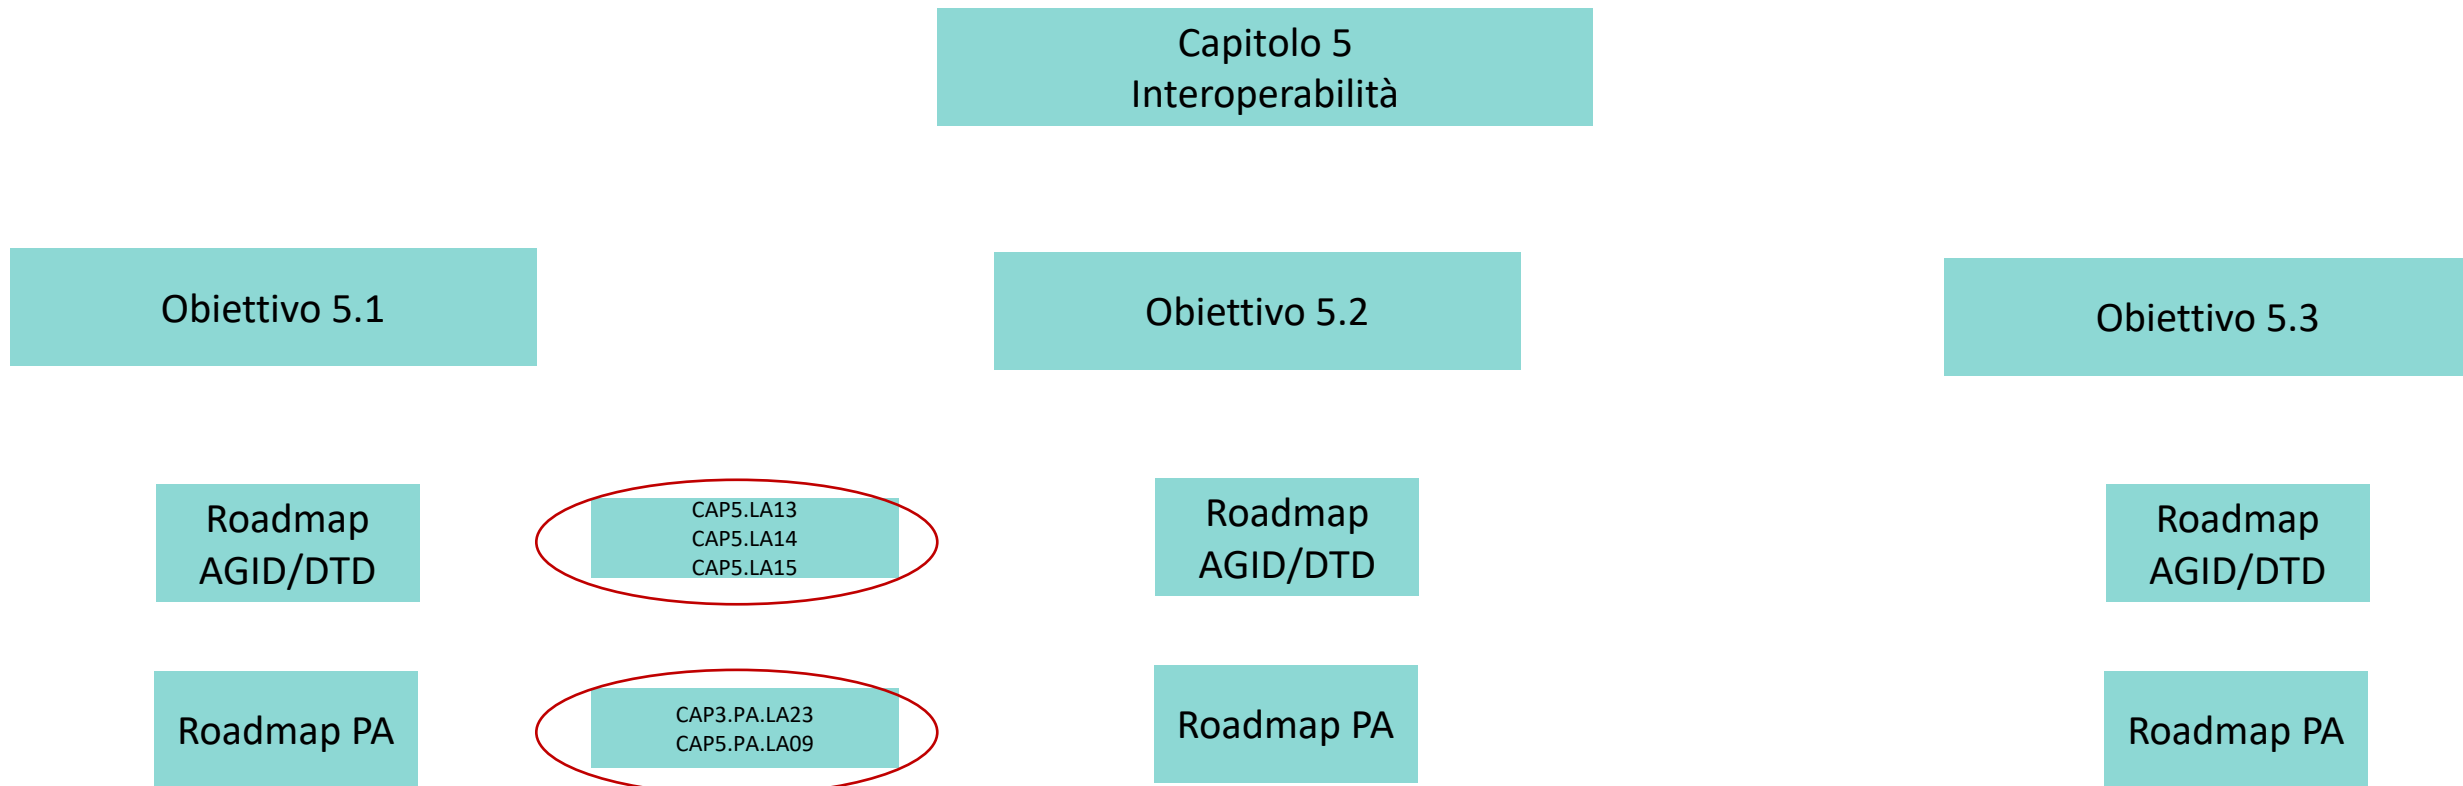 Capitolo 5
Interoperabilità
Obiettivo 5.1
Obiettivo 5.2
Obiettivo 5.3
Roadmap
AGID/DTD
CAP5.LA13
CAP5.LA14
CAP5.LA15
Roadmap
AGID/DTD
Roadmap
AGID/DTD
Roadmap PA
CAP3.PA.LA23
CAP5.PA.LA09
Roadmap PA
Roadmap PA